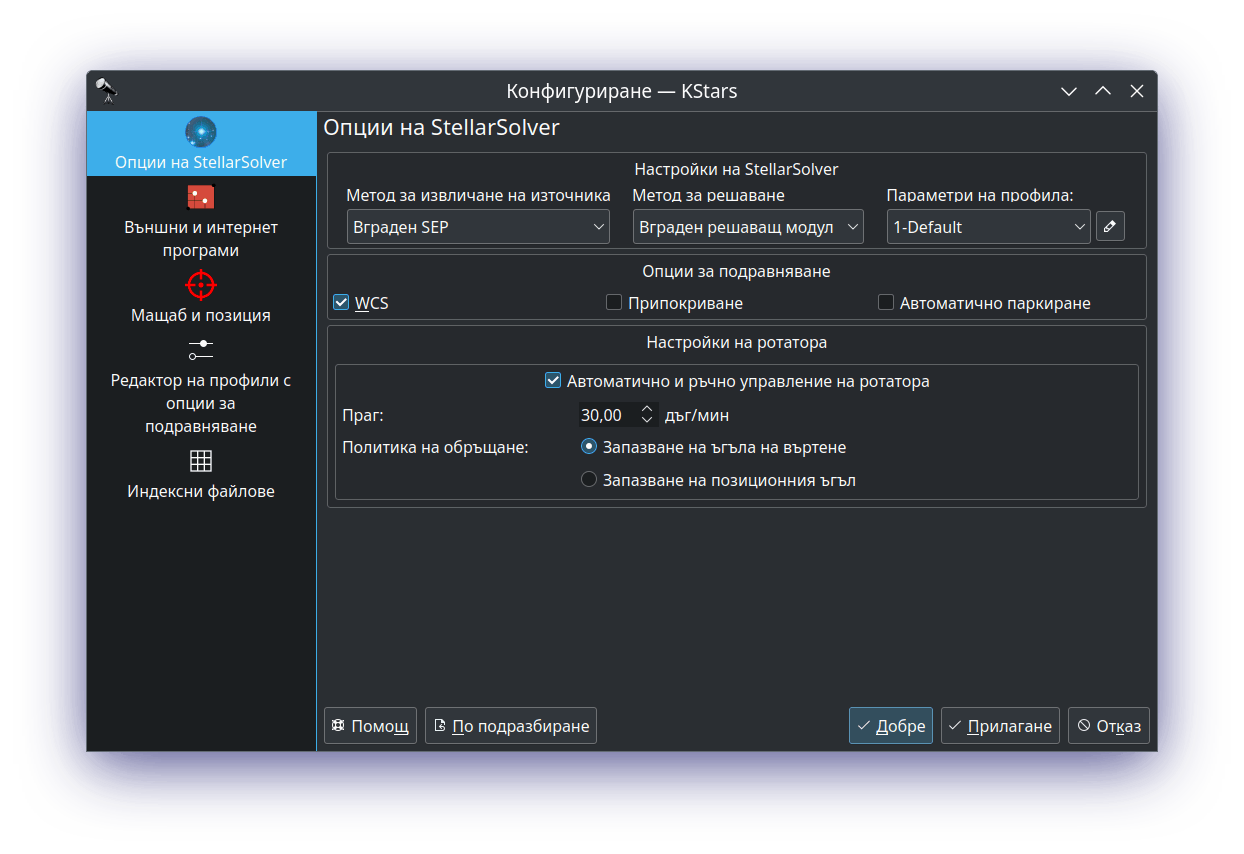 Конфигуриране — KStars
Опции на StellarSolver
Външни и интернет
програми
Мащаб и позиция
Редактор на профили с
опции за
подравняване
Индексни файлове
Опции на StellarSolver
Настройки на StellarSolver
Метод за извличане на източника Метод за решаване Параметри на профила:
Вграден SEP Вграден решаващ модул 1-Default
Опции за подравняване
WCS Припокриване Автоматично паркиране
Настройки на ротатора
Автоматично и ръчно управление на ротатора
Праг: 30,00 дъг/мин
Политика на обръщане: Запазване на ъгъла на въртене
Запазване на позиционния ъгъл
Помощ По подразбиране Добре Прилагане Отказ